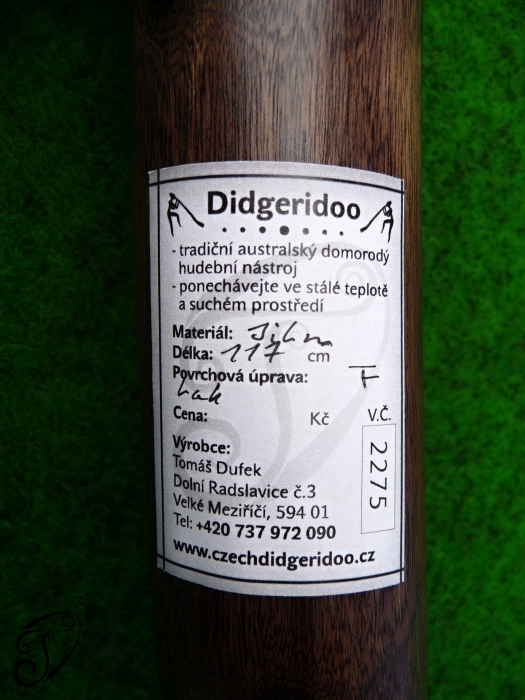 Didgeridoo
- tradiční australský domorodý
hudební nástroj
- ponechávejte ve stálé teplotě
a suchém prostředí
Materiál: Jilm
Délka: 117 cm
Povrchová úprava: F
Lak
Cena: Kč V.Č.
2275
Výrobce:
Tomáš Dufek
Dolní Radslavice č.3
Velké Meziříčí, 594 01
Tel: +420 737 972 090
www.czechdidgeridoo.cz